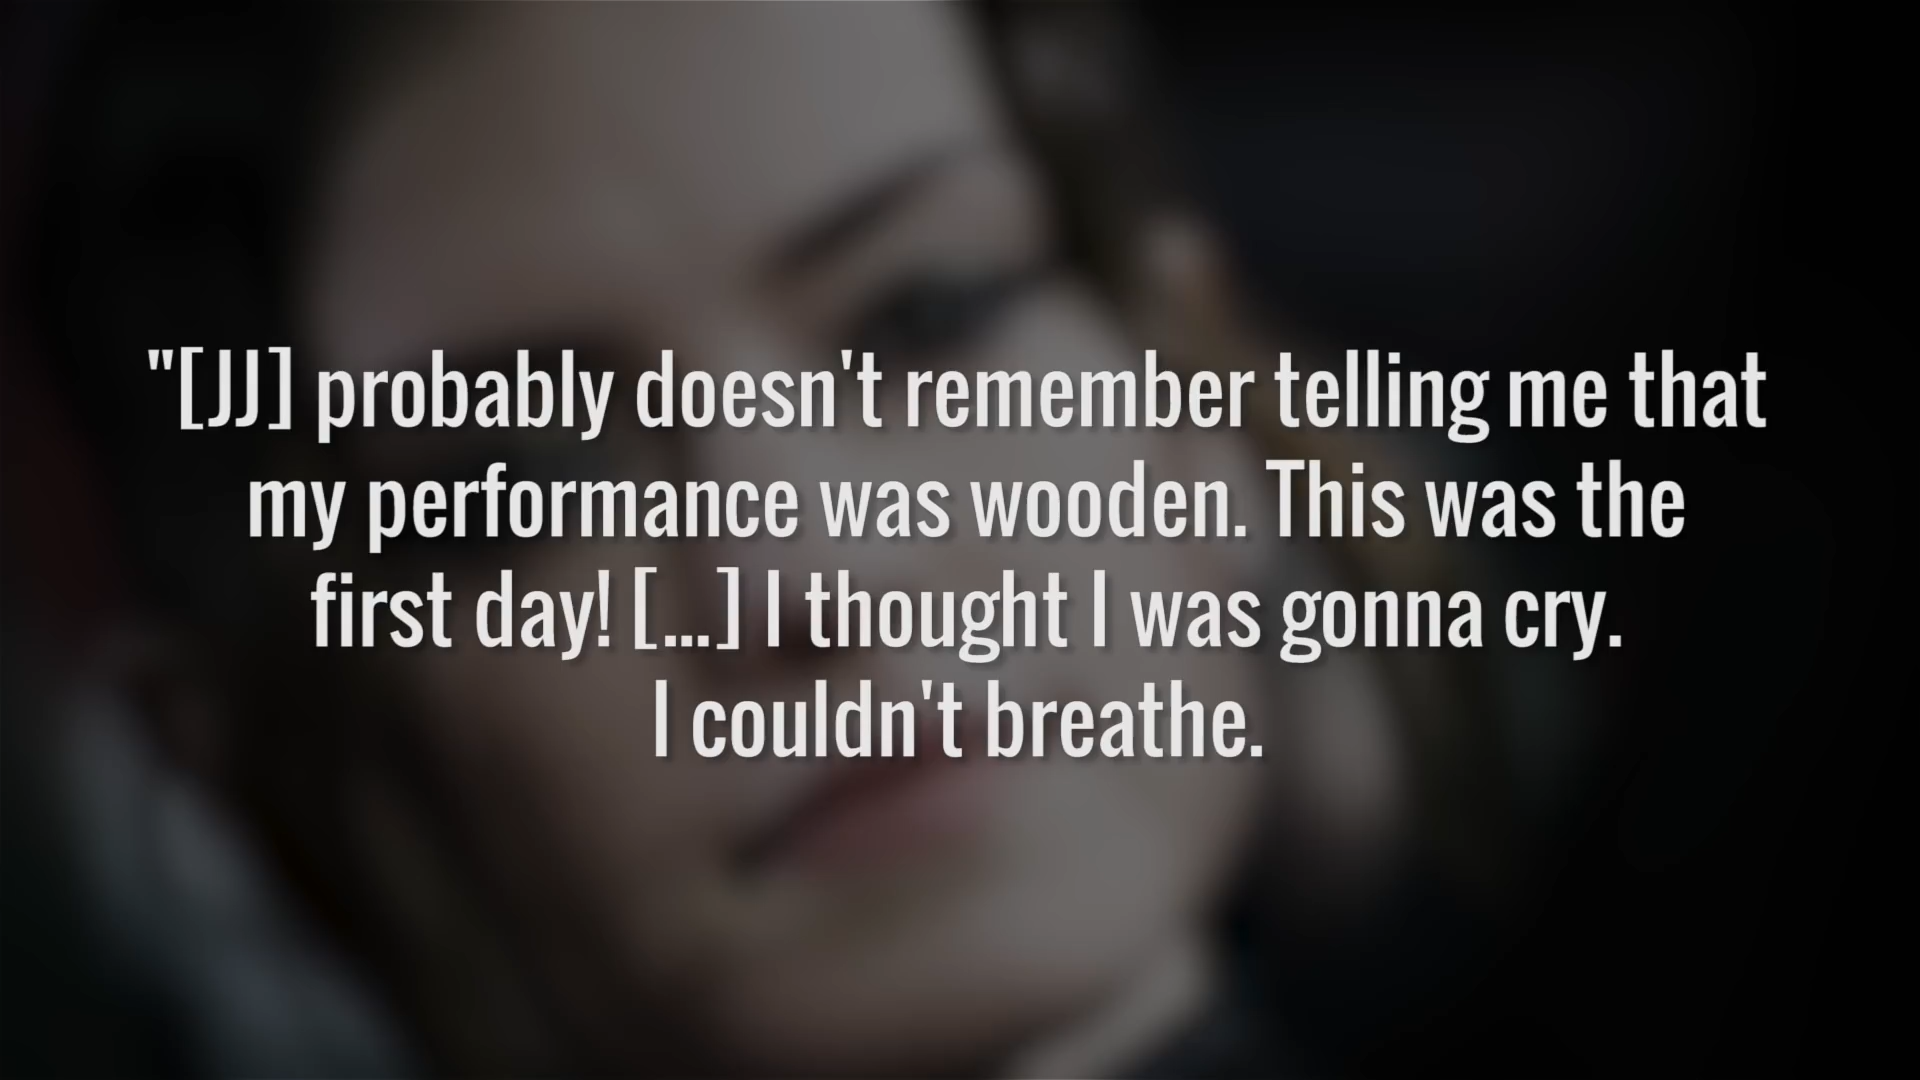 "[JJ] probably doesn't remember telling me that
my performance was wooden. This was the
first day! [...] I thought I was gonna cry.
I couldn't breathe.